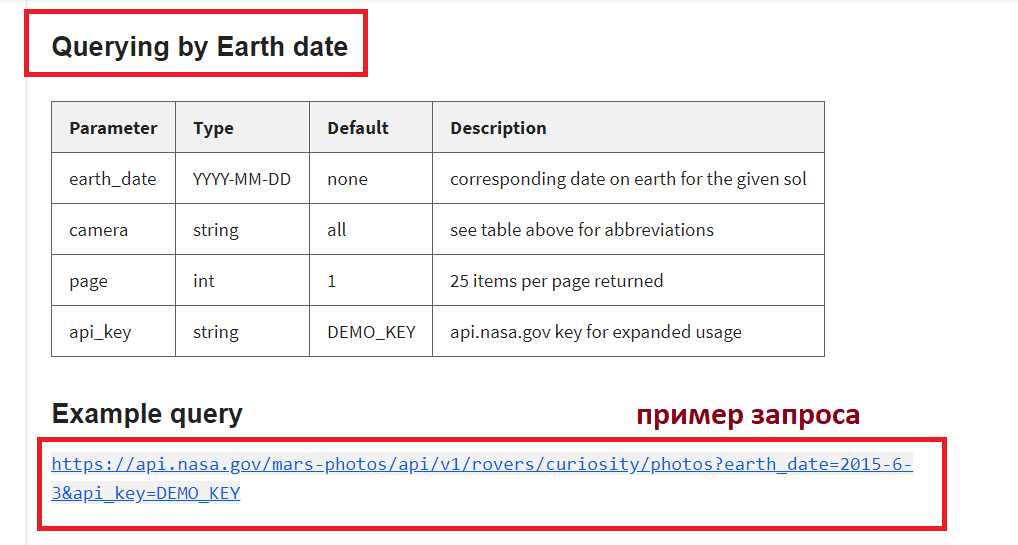 Querying by Earth date
Parameter Type Default Description
earth_date YYYY-MM-DD none corresponding date on earth for the given sol
camera string all see table above for abbreviations
page int 1 25 items per page returned
api_key string DEMO_KEY api.nasa.gov key for expanded usage
Example query пример запроса
https://api.nasa.gov/mars-photos/api/v1/rovers/curiosity/photos?earth_date=2015-6-
3&api_key=DEMO_KEY